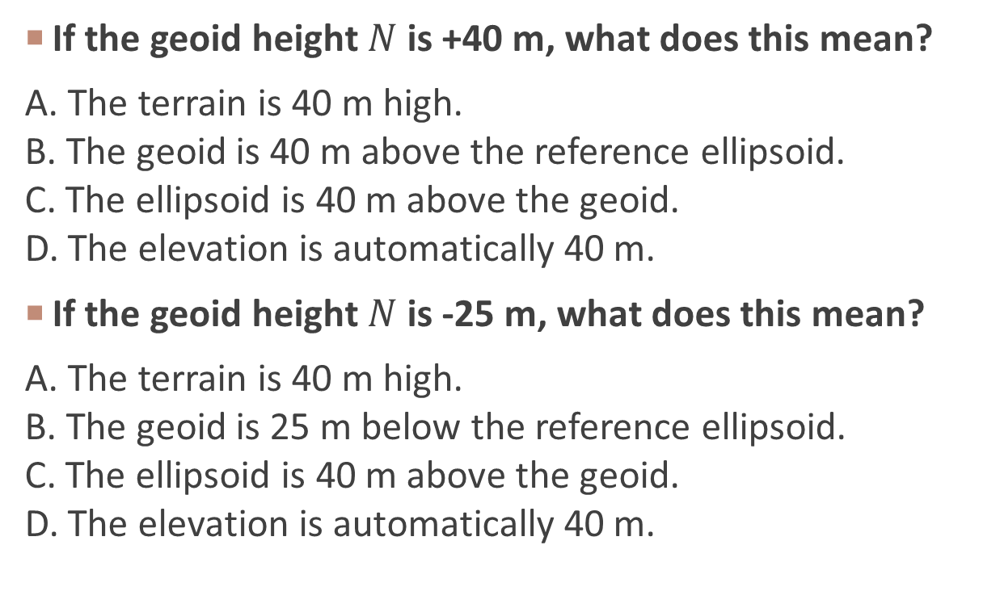 ▪ If the geoid height N is +40 m, what does this mean?
A. The terrain is 40 m high.
B. The geoid is 40 m above the reference ellipsoid.
C. The ellipsoid is 40 m above the geoid.
D. The elevation is automatically 40 m.
▪ If the geoid height N is -25 m, what does this mean?
A. The terrain is 40 m high.
B. The geoid is 25 m below the reference ellipsoid.
C. The ellipsoid is 40 m above the geoid.
D. The elevation is automatically 40 m.